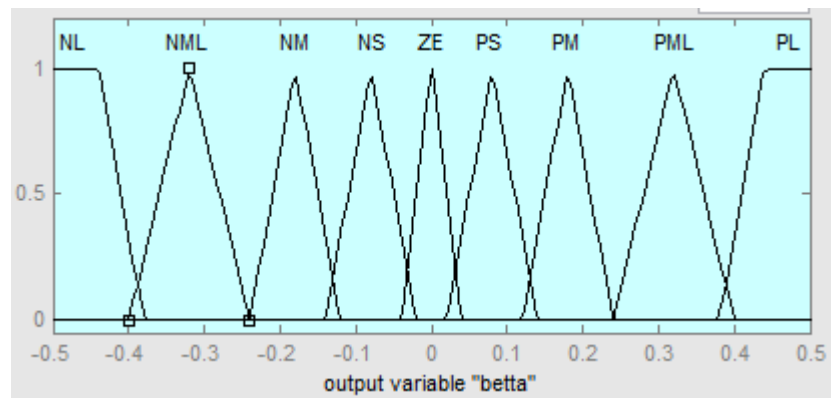 NL NML NM NS ZE PS PM PML PL
1
0.5
0
-0.5 -0.4 -0.3 -0.2 -0.1 0 0.1 0.2 0.3 0.4 0.5
output variable "betta"